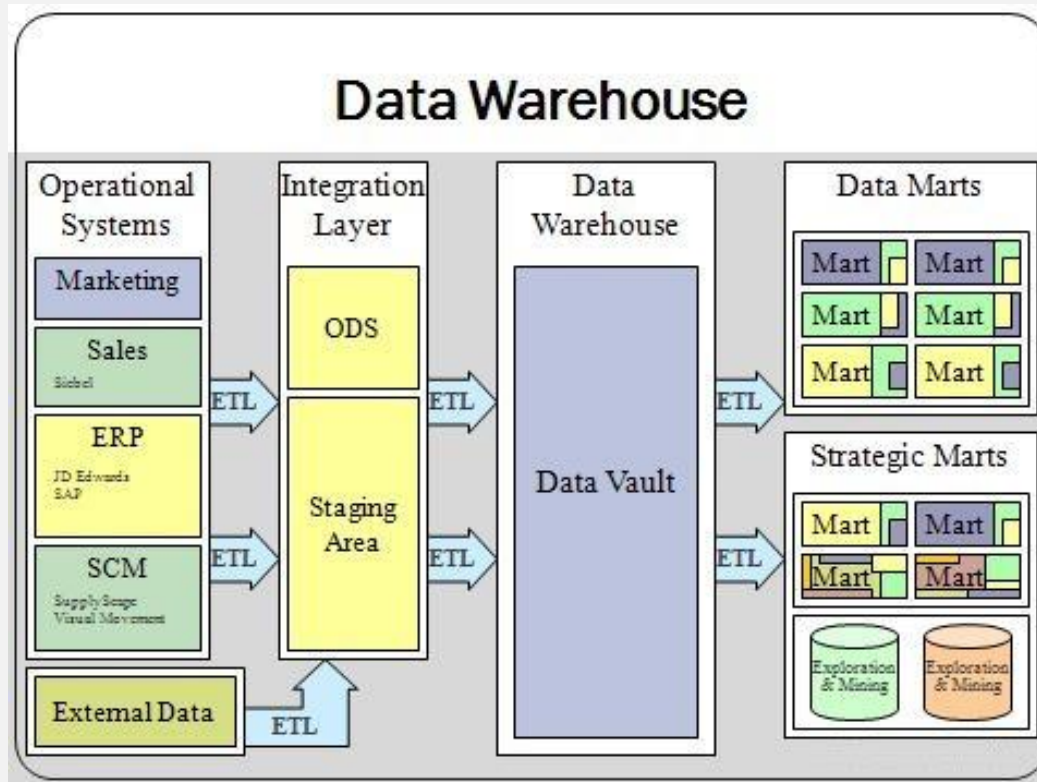 Data Warehouse
Operational
Systems
Marketing
Sales
Siebel
ERP
JD Edwards
SAP
SCM
SupplyScape
Visual Movement
External Data
ETL
ETL
ETL
Integration
Layer
ODS
Staging
Area
ETL
ETL
Data
Warehouse
Data Vault
ETL
ETL
Data Marts
Mart
Mart
Mart
Mart
Mart
Mart
Strategic Marts
Mart
Mart
Mart
Mart
Exploration
& Mining
Exploration
& Mining